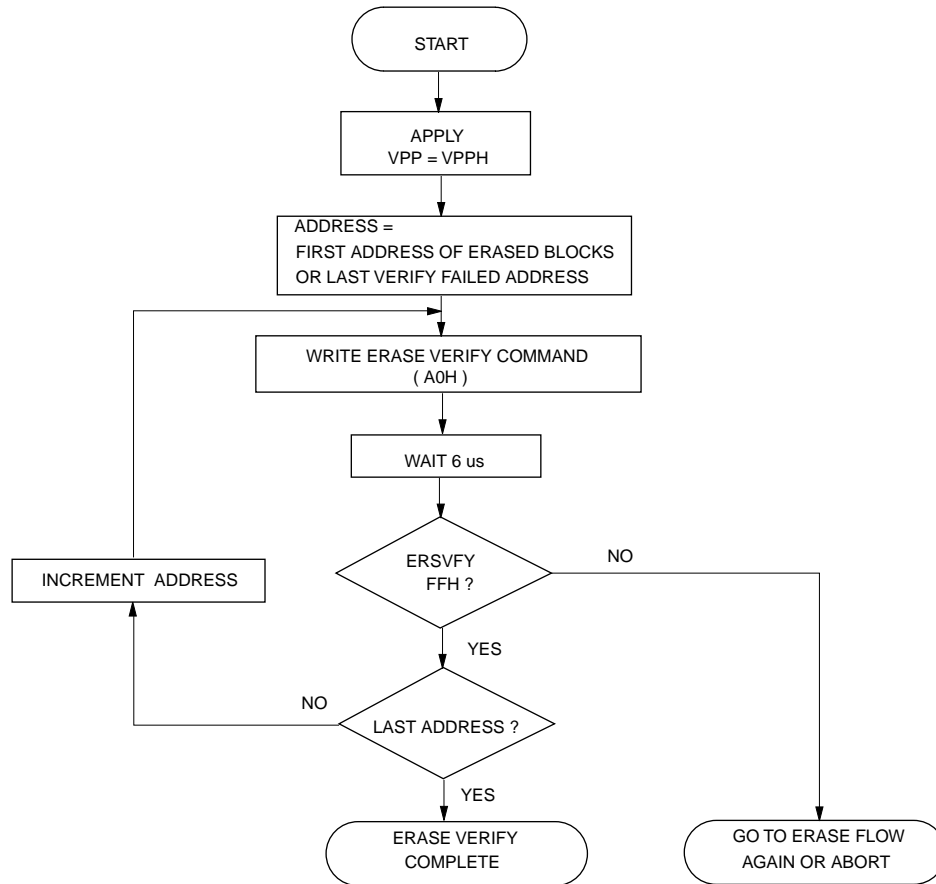 START
APPLY
VPP = VPPH
ADDRESS =
FIRST ADDRESS OF ERASED BLOCKS
OR LAST VERIFY FAILED ADDRESS
WRITE ERASE VERIFY COMMAND
( A0H )
WAIT 6 us
ERSVFY
FFH ?
NO
INCREMENT ADDRESS
YES
NO
LAST ADDRESS ?
YES
ERASE VERIFY
COMPLETE
GO TO ERASE FLOW
AGAIN OR ABORT